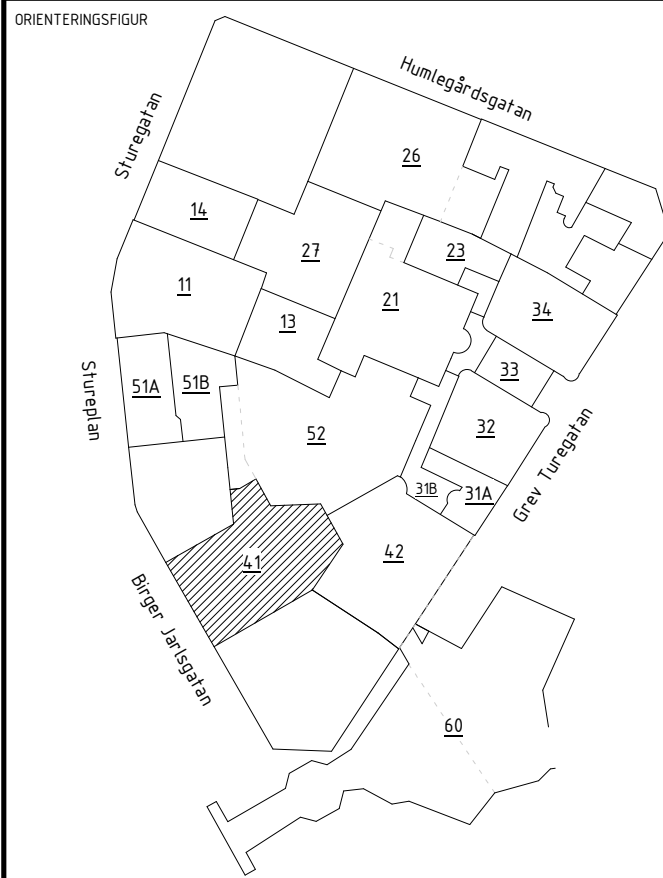 ORIENTERINGSFIGUR
Humlegårdsgatan
Sturegatan
26
14
27
23
11
21
34
13
33
51A
51B
Stureplan
52
32
Grev Turegatan
31B
31A
41
42
Birger Jarlsgatan
60